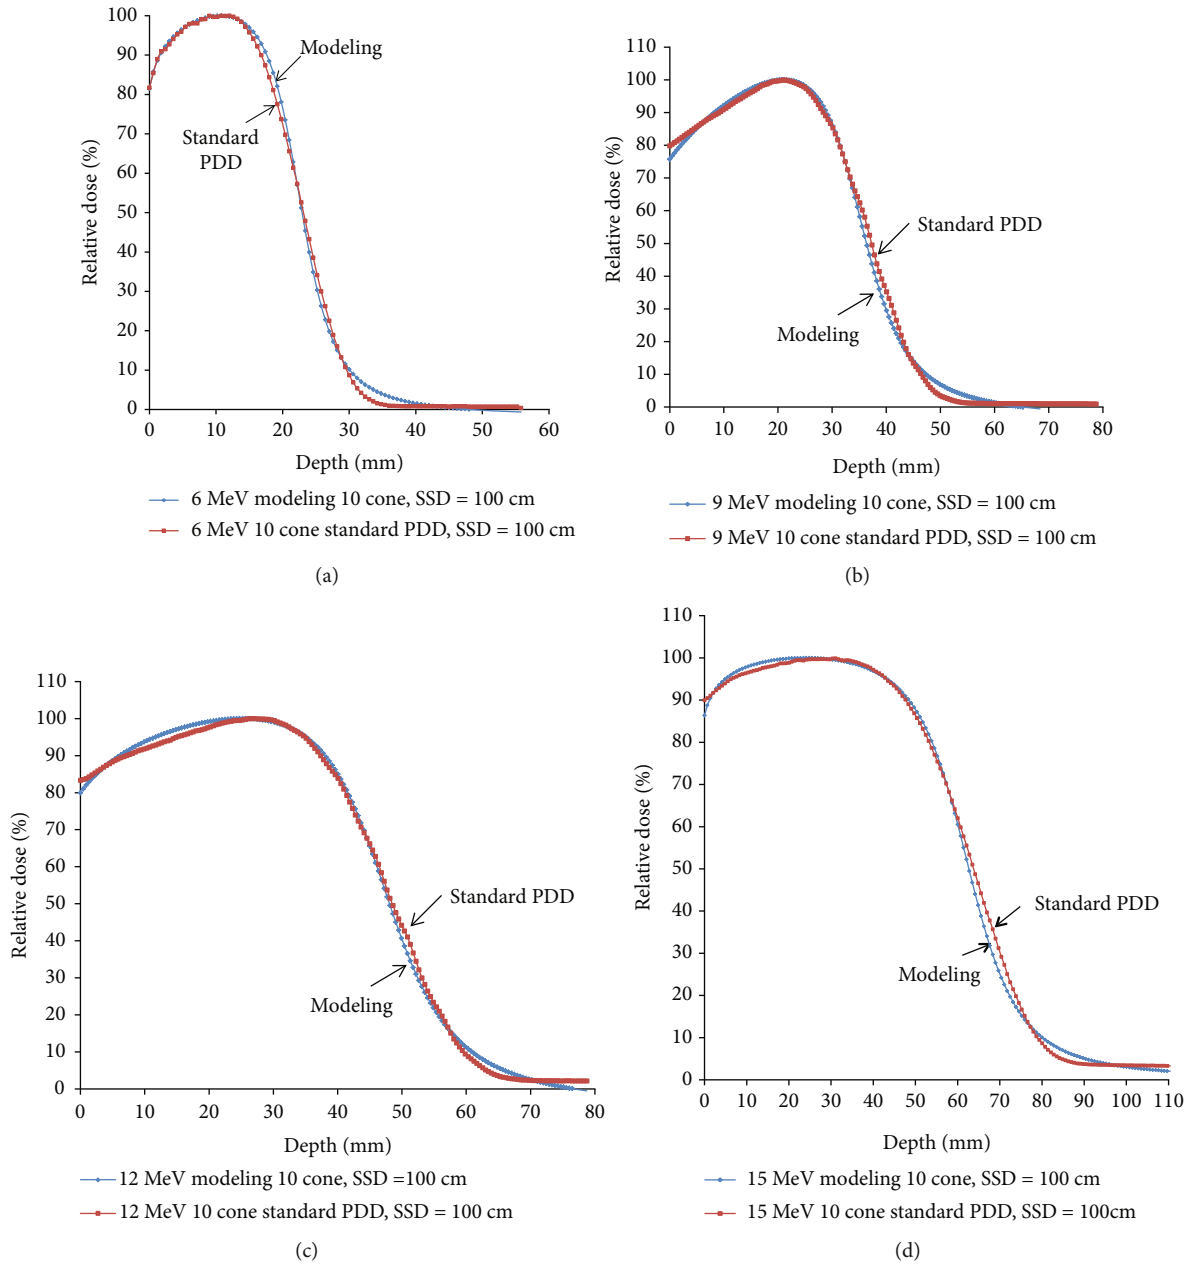 100
90
80
70
60
50
40
30
20
10
0
Relative dose (%)
Modeling
Standard
PDD
0 10 20 30 40 50 60
Depth (mm)
6 MeV modeling 10 cone, SSD = 100 cm
6 MeV 10 cone standard PDD, SSD = 100 cm
(a)
110
100
90
80
70
60
50
40
30
20
10
0
Relative dose (%)
Standard PDD
Modeling
0 10 20 30 40 50 60 70 80
Depth (mm)
9 MeV modeling 10 cone, SSD = 100 cm
9 MeV 10 cone standard PDD, SSD = 100 cm
(b)
110
100
90
80
70
60
50
40
30
20
10
0
Relative dose (%)
Standard PDD
Modeling
0 10 20 30 40 50 60 70 80
Depth (mm)
12 MeV modeling 10 cone, SSD =100 cm
12 MeV 10 cone standard PDD, SSD = 100 cm
(c)
110
100
90
80
70
60
50
40
30
20
10
0
Relative dose (%)
Standard PDD
Modeling
0 10 20 30 40 50 60 70 80 90 100 110
Depth (mm)
15 MeV modeling 10 cone, SSD = 100 cm
15 MeV 10 cone standard PDD, SSD = 100cm
(d)